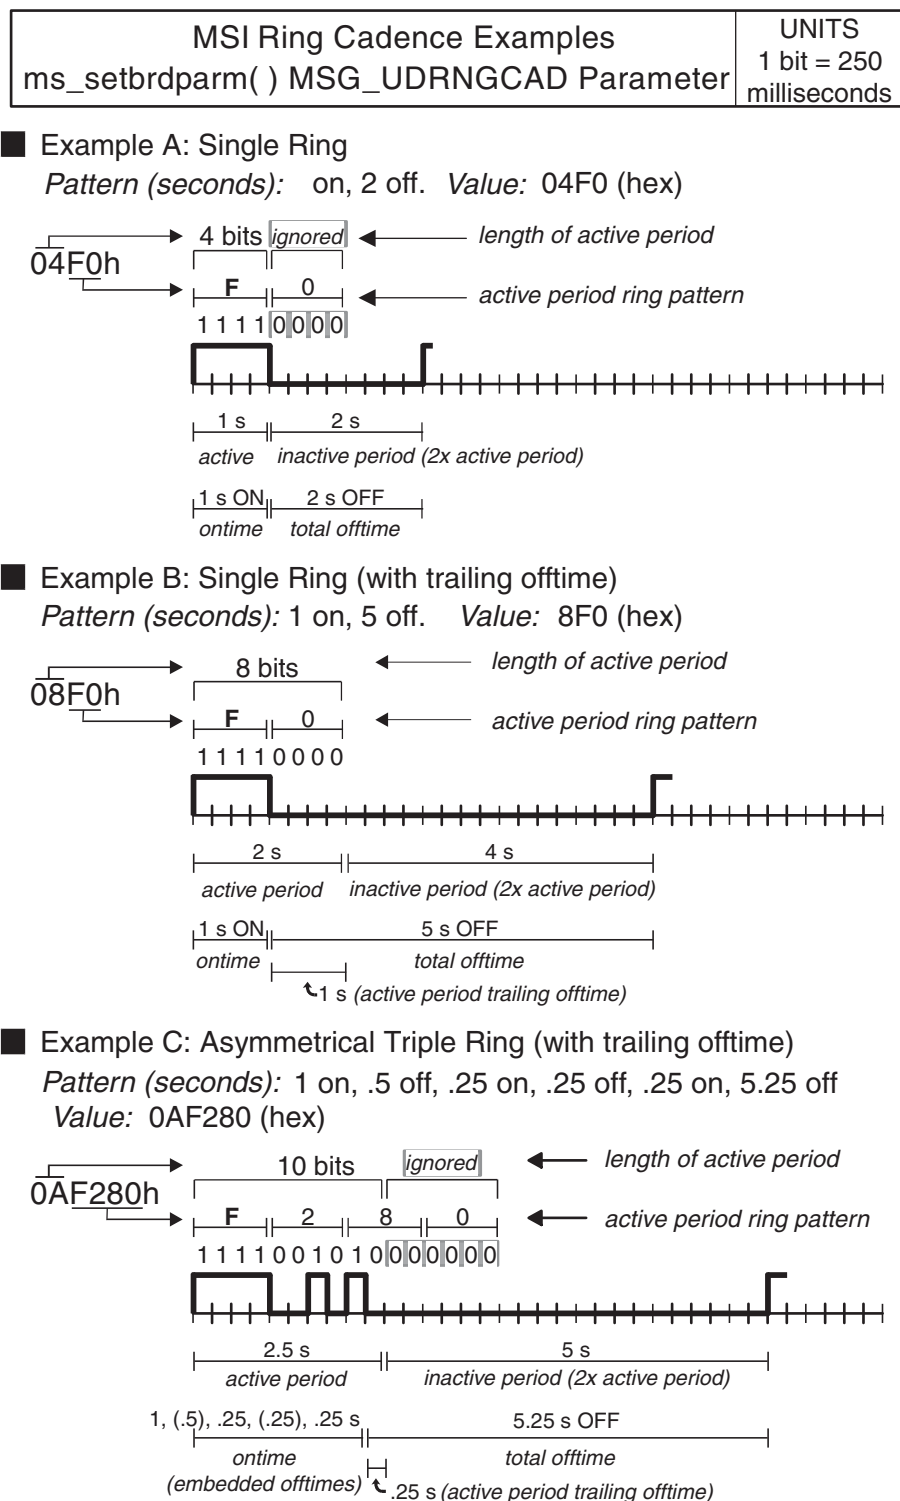 MSI Ring Cadence Examples
ms_setbrdparm( ) MSG_UDRNGCAD Parameter
UNITS
1 bit = 250
milliseconds
Example A: Single Ring
Pattern (seconds): on, 2 off. Value: 04F0 (hex)
4 bits ignored length of active period
04F0h
F 0 active period ring pattern
1 1 1 1 0 0 0 0
1 s 2 s
active inactive period (2x active period)
1 s ON 2 s OFF
ontime total offtime
Example B: Single Ring (with trailing offtime)
Pattern (seconds): 1 on, 5 off. Value: 8F0 (hex)
8 bits length of active period
08F0h
F 0 active period ring pattern
1 1 1 1 0 0 0 0
2 s 4 s
active period inactive period (2x active period)
1 s ON 5 s OFF
ontime total offtime
1 s (active period trailing offtime)
Example C: Asymmetrical Triple Ring (with trailing offtime)
Pattern (seconds): 1 on, .5 off, .25 on, .25 off, .25 on, 5.25 off
Value: 0AF280 (hex)
10 bits ignored length of active period
0AF280h
F 2 8 0 active period ring pattern
1 1 1 1 0 0 1 0 1 0 0 0 0 0 0 0
2.5 s 5 s
active period inactive period (2x active period)
1, (.5), .25, (.25), .25 s 5.25 s OFF
ontime total offtime
(embedded offtimes) .25 s (active period trailing offtime)